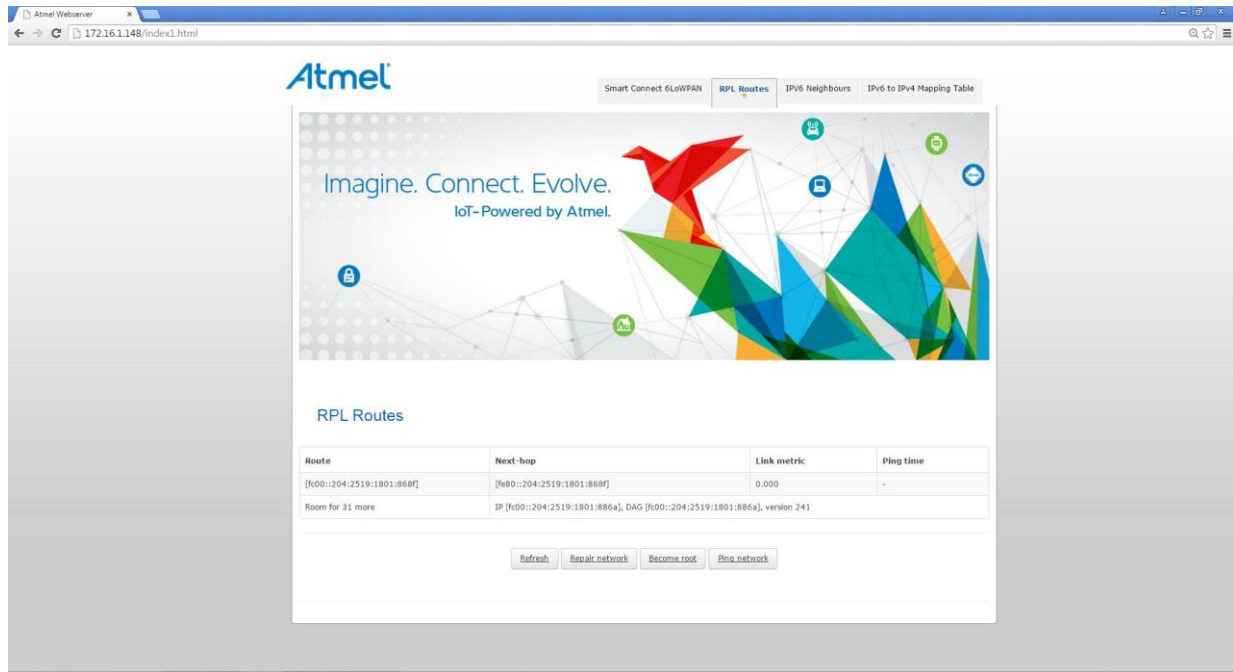 Atmel Webserver
172.16.1.148/index1.html
Atmel
Smart Connect 6LoWPAN RPL Routes IPV6 Neighbours IPv6 to IPv4 Mapping Table
Imagine. Connect. Evolve.
IoT-Powered by Atmel.
RPL Routes
Route Next-hop Link metric Ping time
[fc00::204:2519:1801:868f] [fe80::204:2519:1801:868f] 0.000 -
Room for 31 more IP [fc00::204:2519:1801:886a], DAG [fc00::204:2519:1801:886a], version 241
Refresh Repair network Become root Ping network